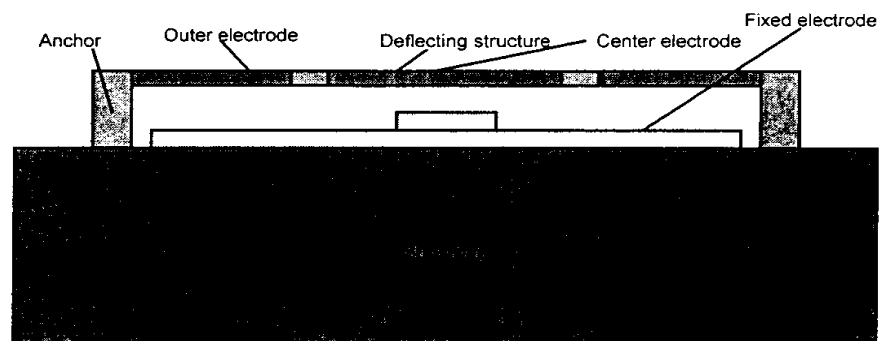 Fixed electrode
Anchor
Outer electrode
Deflecting structure
Center electrode